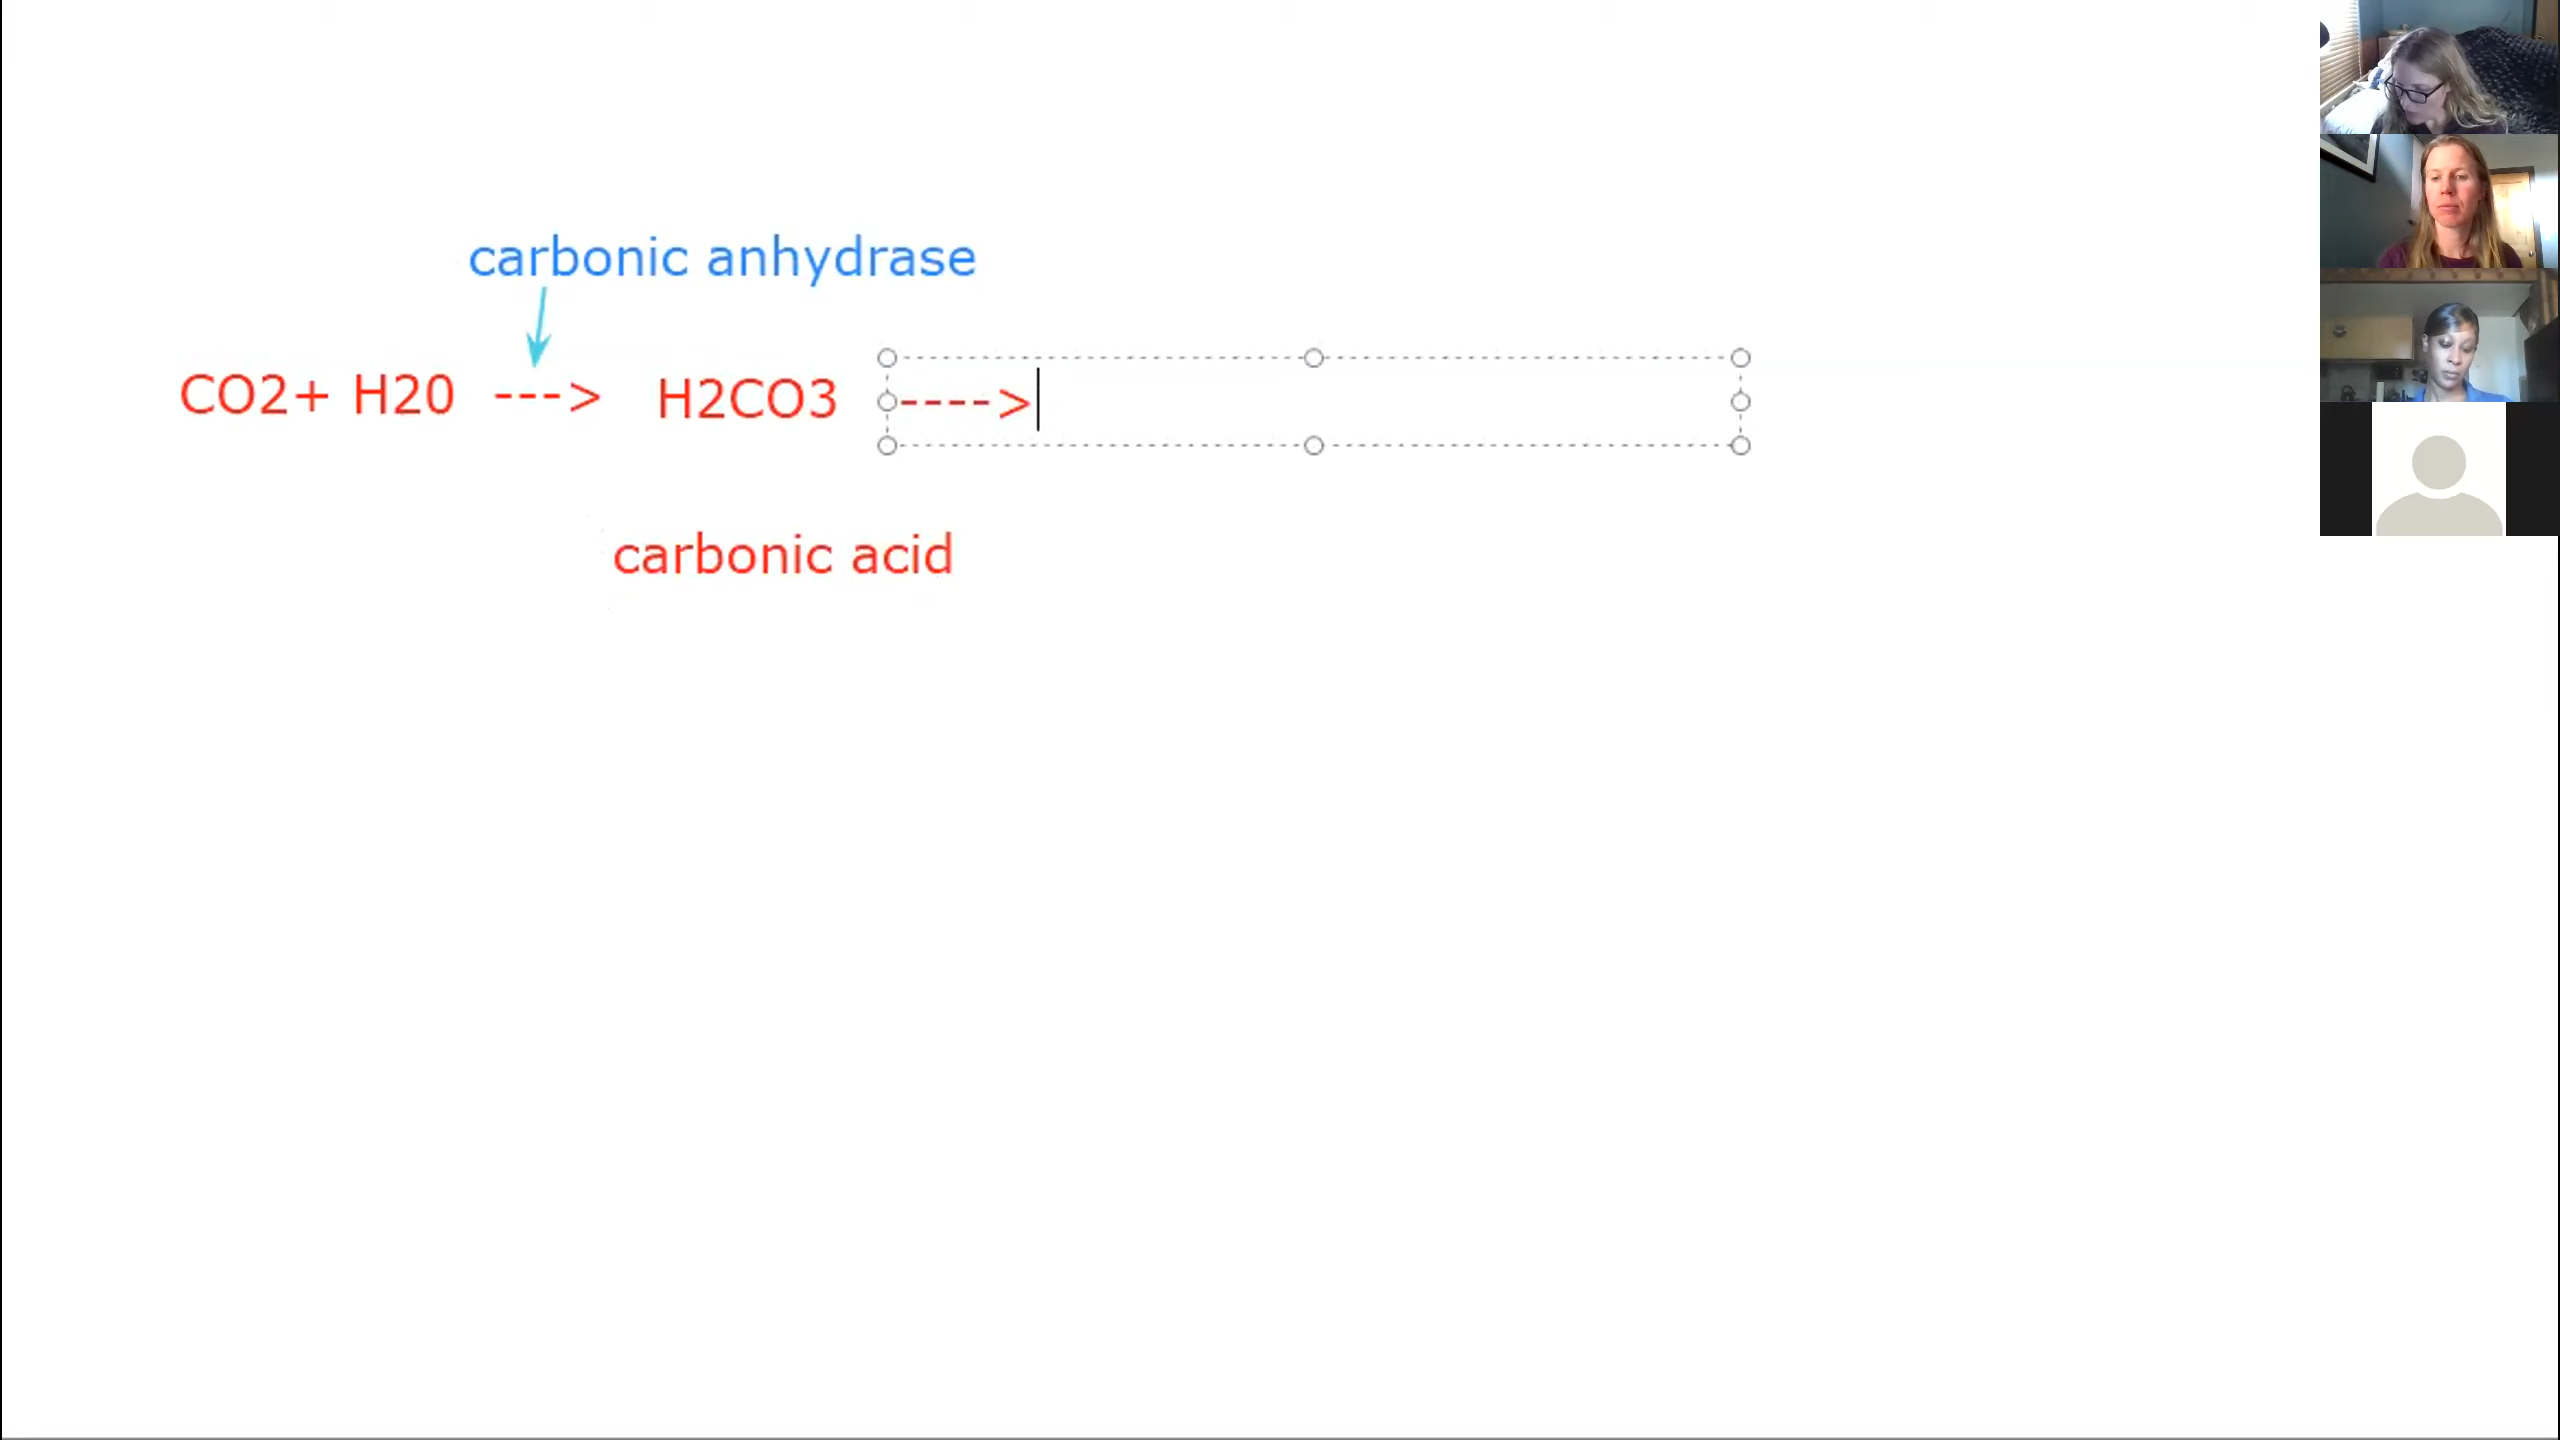 carbonic anhydrase
CO2+ H20 ---> H2CO3 ---->
carbonic acid